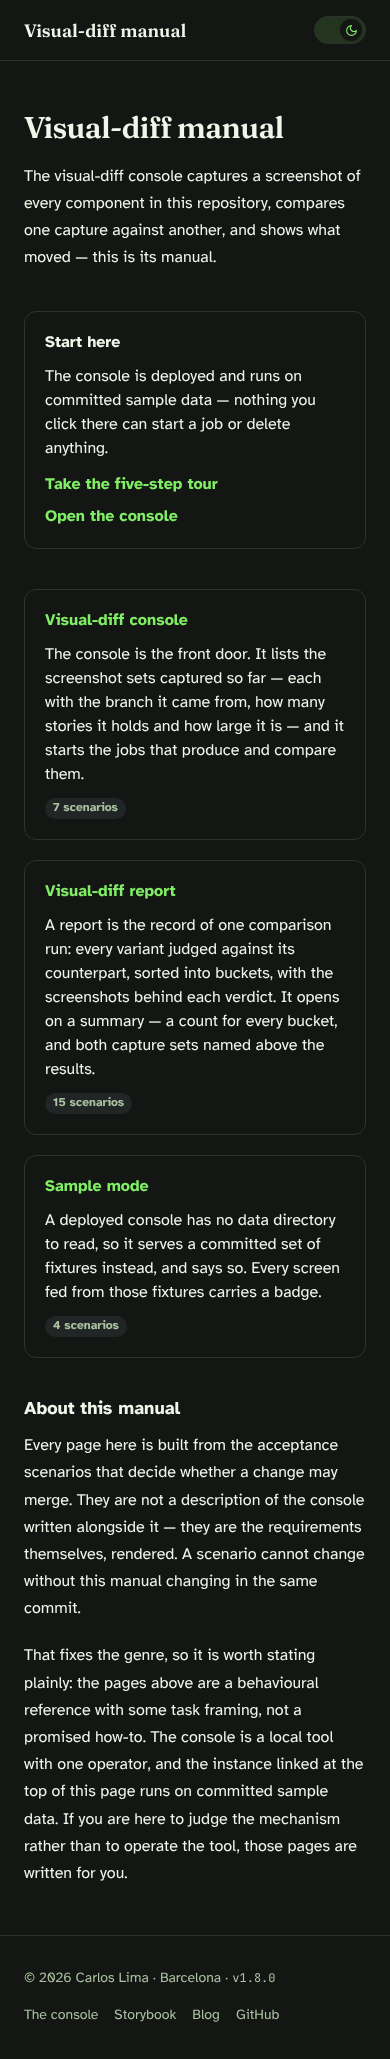 Visual-diff manual
Visual-diff manual
The visual-diff console captures a screenshot of
every component in this repository, compares
one capture against another, and shows what
moved — this is its manual.
Start here
The console is deployed and runs on
committed sample data — nothing you
click there can start a job or delete
anything.
Take the five-step tour
Open the console
Visual-diff console
The console is the front door. It lists the
screenshot sets captured so far — each
with the branch it came from, how many
stories it holds and how large it is — and it
starts the jobs that produce and compare
them.
7 scenarios
Visual-diff report
A report is the record of one comparison
run: every variant judged against its
counterpart, sorted into buckets, with the
screenshots behind each verdict. It opens
on a summary — a count for every bucket,
and both capture sets named above the
results.
15 scenarios
Sample mode
A deployed console has no data directory
to read, so it serves a committed set of
fixtures instead, and says so. Every screen
fed from those fixtures carries a badge.
4 scenarios
About this manual
Every page here is built from the acceptance
scenarios that decide whether a change may
merge. They are not a description of the console
written alongside it — they are the requirements
themselves, rendered. A scenario cannot change
without this manual changing in the same
commit.
That fixes the genre, so it is worth stating
plainly: the pages above are a behavioural
reference with some task framing, not a
promised how-to. The console is a local tool
with one operator, and the instance linked at the
top of this page runs on committed sample
data. If you are here to judge the mechanism
rather than to operate the tool, those pages are
written for you.
© 2026 Carlos Lima · Barcelona · v1.8.0
The console Storybook Blog GitHub